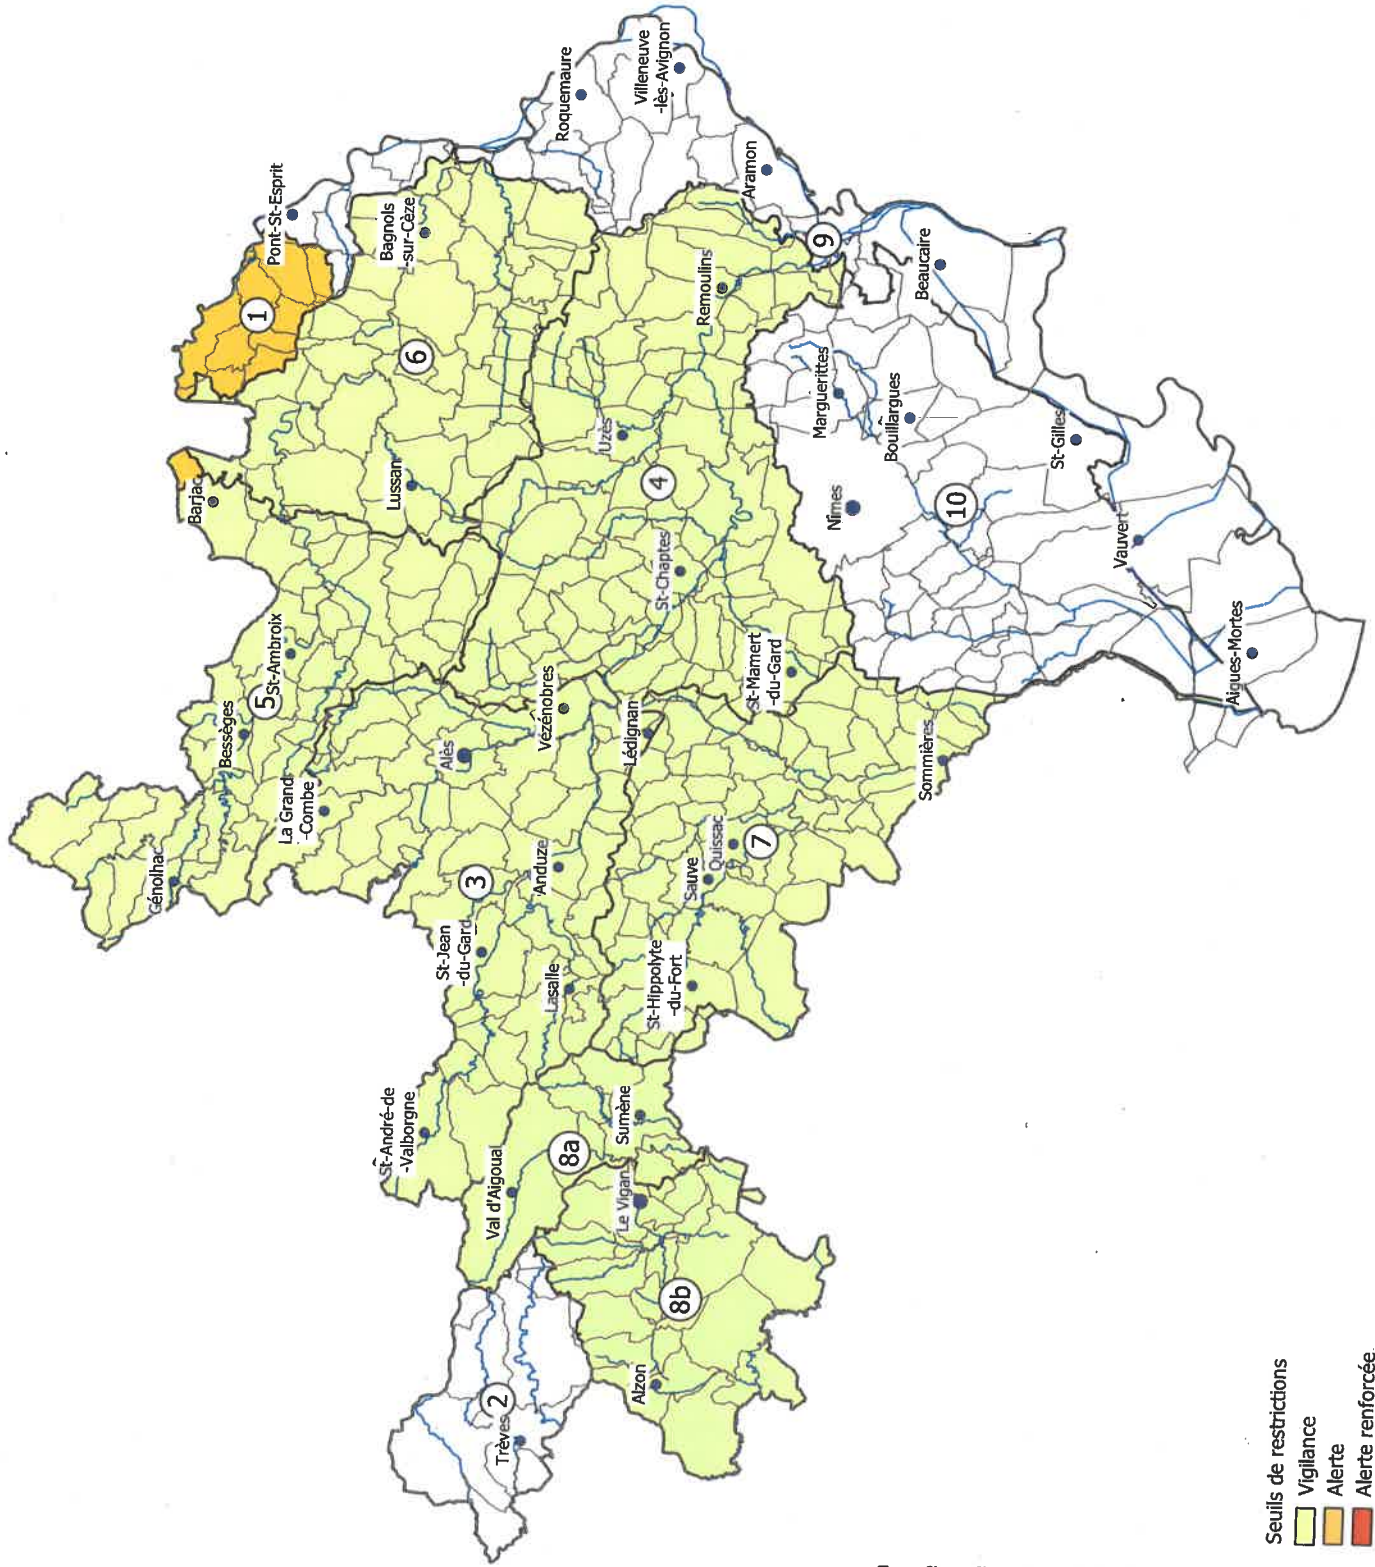 Génolhac
Bessèges
5
St-Ambroix
Barjac
1
Pont-St-Esprit
La Grand
-Combe
Lussan
6
Bagnols
-sur-Cèze
Roquemaure
Villeneuve
-lès-Avignon
St-André-de
-Valborgne
St-Jean
-du-Gard
3
Alès
Anduze
Vézénobres
Uzès
4
Remoulins
Aramon
9
2
Trèves
Val d'Aigoual
8a
Lasalle
Sumène
Le Vigan
8b
Alzon
St-Hippolyte
-du-Fort
Sauve
Quissac
7
Lédignan
St-Chaptes
St-Mamert
-du-Gard
Sommières
Nîmes
Marguerittes
Bouillargues
Beaucaire
10
St-Gilles
Vauvert
Aigues-Mortes
Seuils de restrictions
Vigilance
Alerte
Alerte renforcée